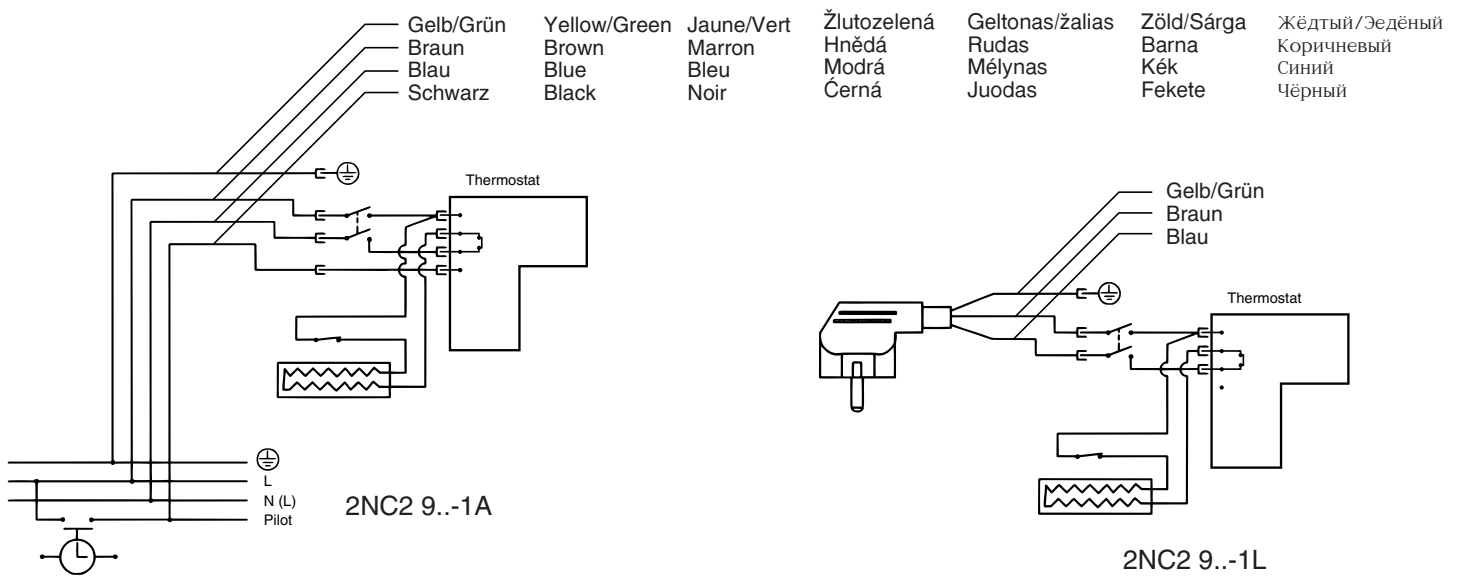 Gelb/Grün Yellow/Green Jaune/Vert Žlutozelená Geltonas/žalias Zöld/Sárga Жёдтый/Эедёный
Braun Brown Marron Hnědá Rudas Barna Коричневый
Blau Blue Bleu Modrá Mélynas Kék Синий
Schwarz Black Noir Ćerná Juodas Fekete Чёрный
Thermostat
L
N (L)
Pilot
2NC2 9..-1A
Gelb/Grün
Braun
Blau
Thermostat
2NC2 9..-1L